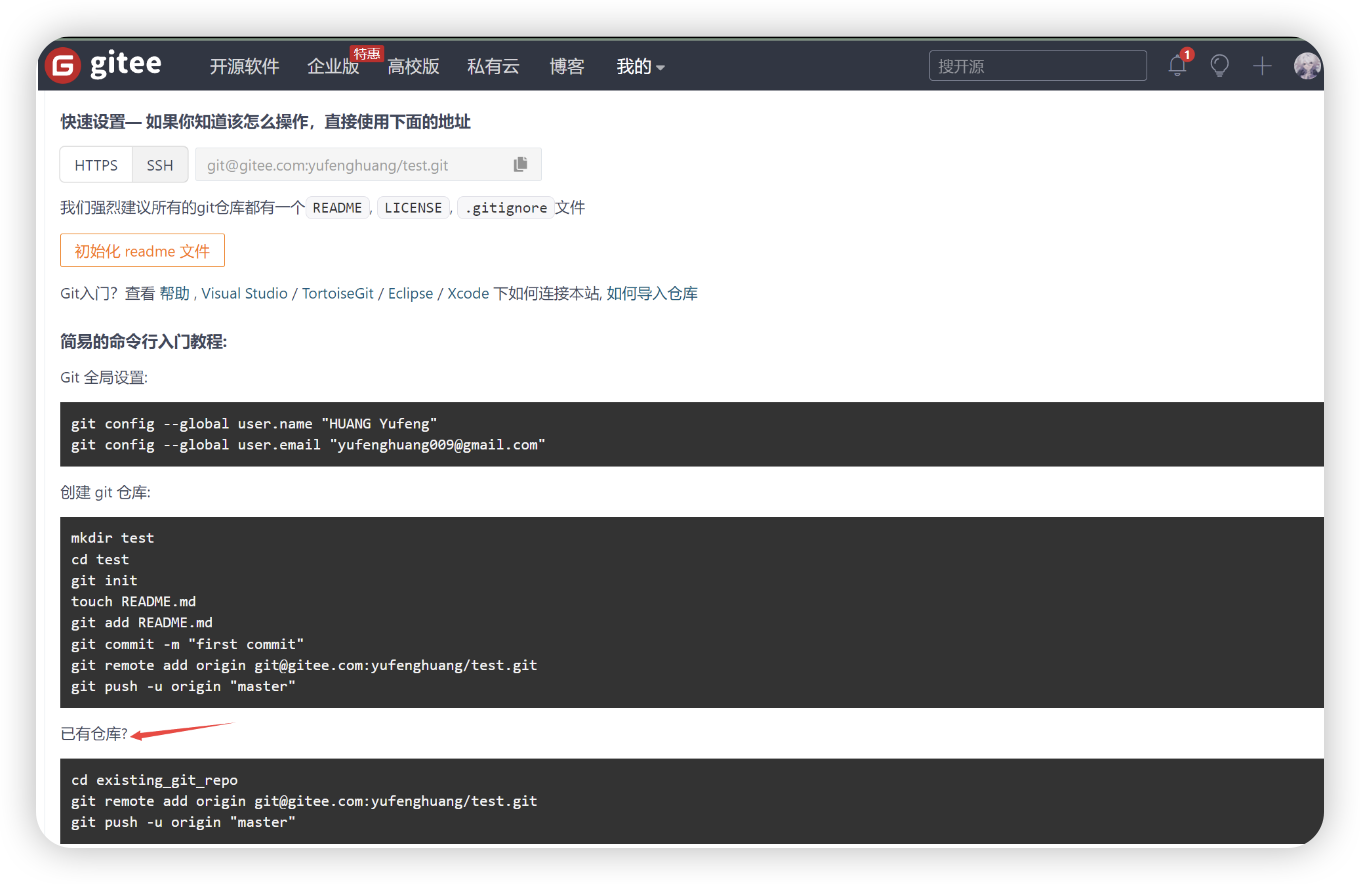 gitee 开源软件 企业版 特惠 高校版 私有云 博客 我的 搜开源 1
快速设置— 如果你知道该怎么操作，直接使用下面的地址
HTTPS SSH git@gitee.com:yufenghuang/test.git
我们强烈建议所有的git仓库都有一个 README, LICENSE, .gitignore文件
初始化 readme 文件
Git入门？查看 帮助 , Visual Studio / TortoiseGit / Eclipse / Xcode 下如何连接本站, 如何导入仓库
简易的命令行入门教程:
Git 全局设置:
git config --global user.name "HUANG Yufeng"
git config --global user.email "yufenghuang009@gmail.com"
创建 git 仓库:
mkdir test
cd test
git init
touch README.md
git add README.md
git commit -m "first commit"
git remote add origin git@gitee.com:yufenghuang/test.git
git push -u origin "master"
已有仓库?
cd existing_git_repo
git remote add origin git@gitee.com:yufenghuang/test.git
git push -u origin "master"